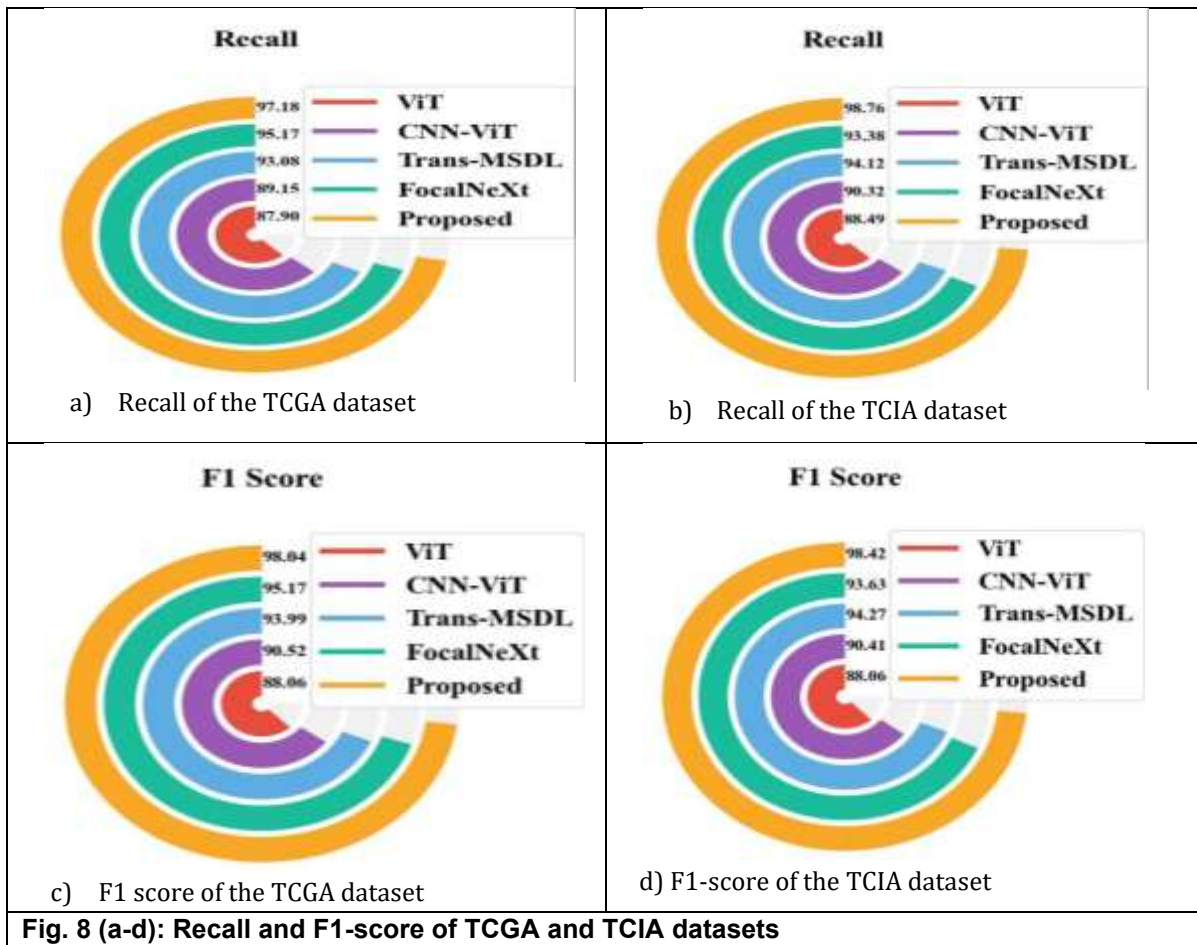 Recall
97.18
95.17
93.08
89.15
87.90
ViT
CNN-ViT
Trans-MSDL
FocalNeXt
Proposed
a) Recall of the TCGA dataset
Recall
98.76
93.38
94.12
90.32
88.49
ViT
CNN-ViT
Trans-MSDL
FocalNeXt
Proposed
b) Recall of the TCIA dataset
F1 Score
98.04
95.17
93.99
90.52
88.06
ViT
CNN-ViT
Trans-MSDL
FocalNeXt
Proposed
c) F1 score of the TCGA dataset
F1 Score
98.42
93.63
94.27
90.41
88.06
ViT
CNN-ViT
Trans-MSDL
FocalNeXt
Proposed
d) F1-score of the TCIA dataset
Fig. 8 (a-d): Recall and F1-score of TCGA and TCIA datasets